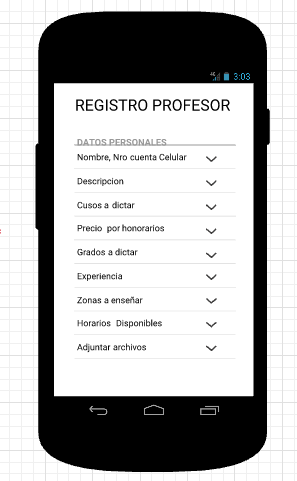 3:03
REGISTRO PROFESOR
DATOS PERSONALES
Nombre, Nro cuenta Celular
Descripcion
Cusos a dictar
Precio por honorarios
Grados a dictar
Experiencia
Zonas a enseñar
Horarios Disponibles
Adjuntar archivos